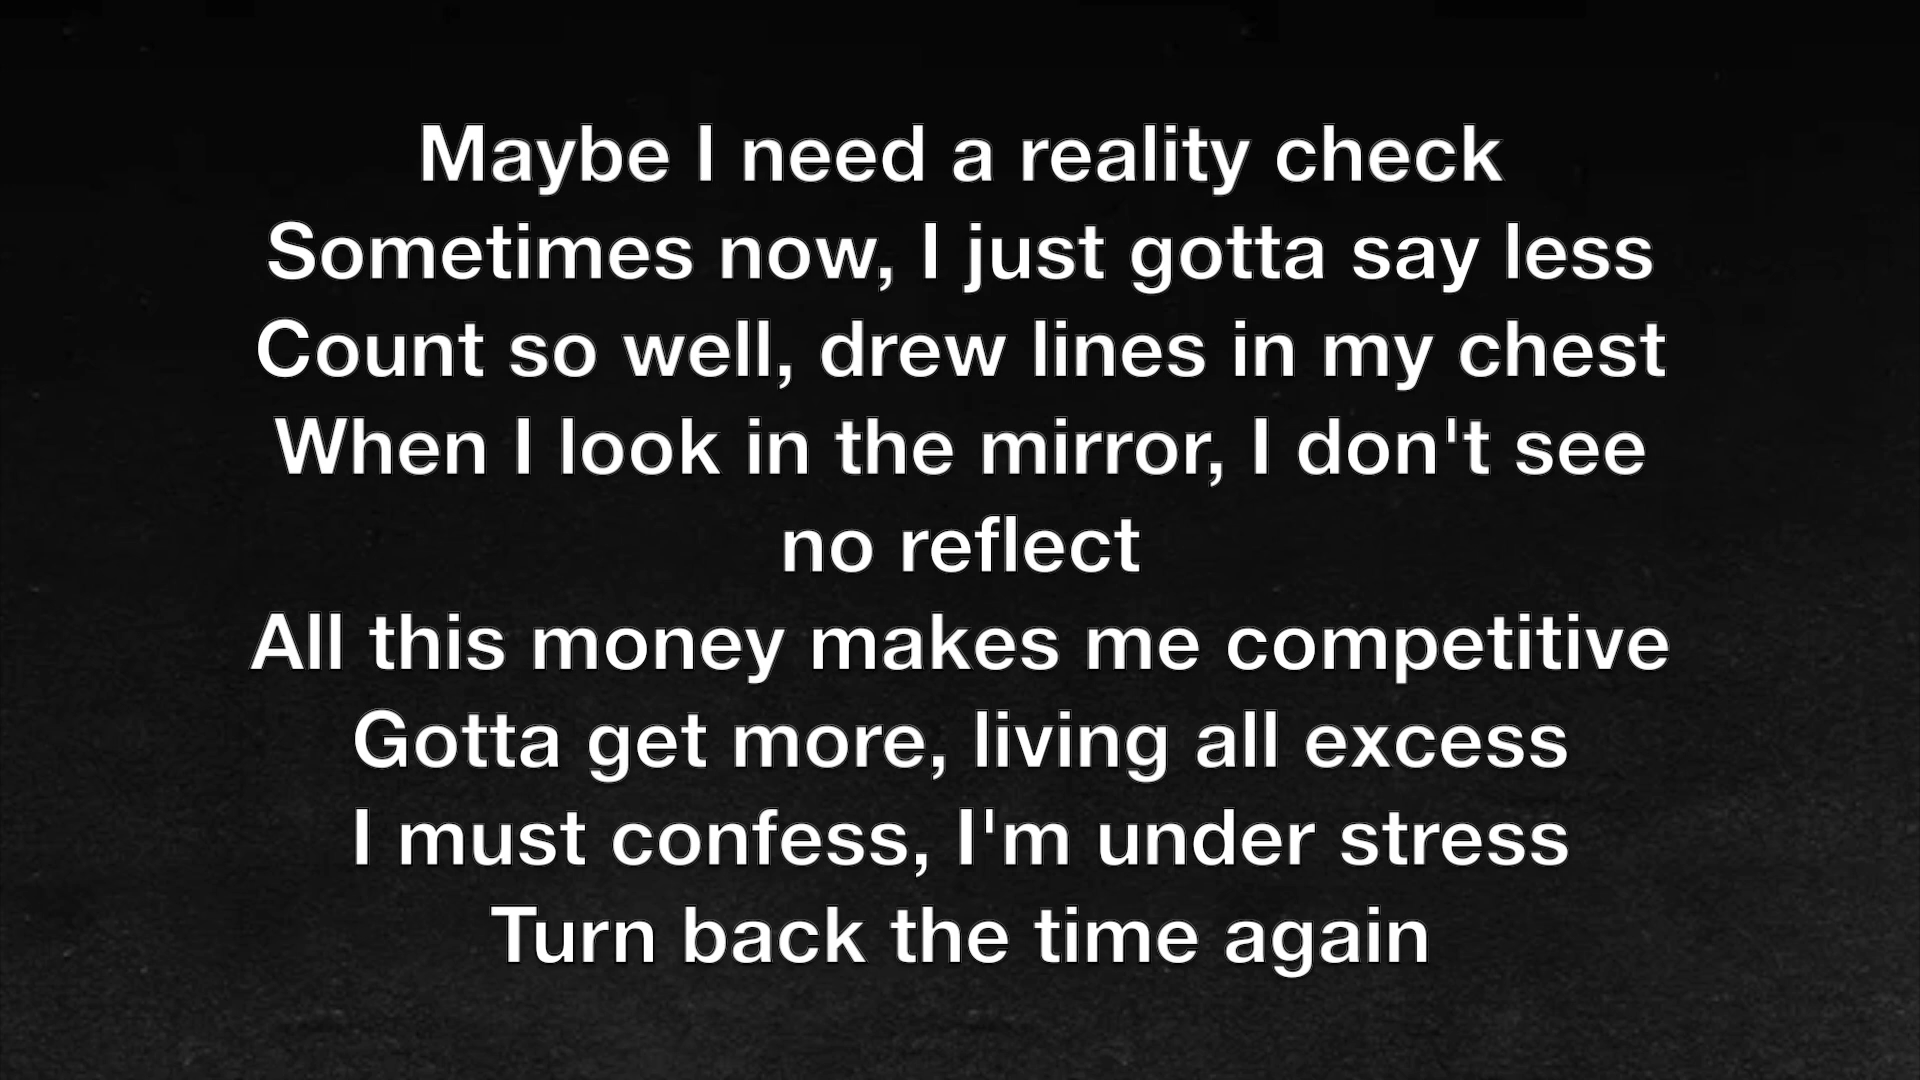 Maybe I need a reality check
Sometimes now, I just gotta say less
Count so well, drew lines in my chest
When I look in the mirror, I don't see
no reflect
All this money makes me competitive
Gotta get more, living all excess
I must confess, I'm under stress
Turn back the time again